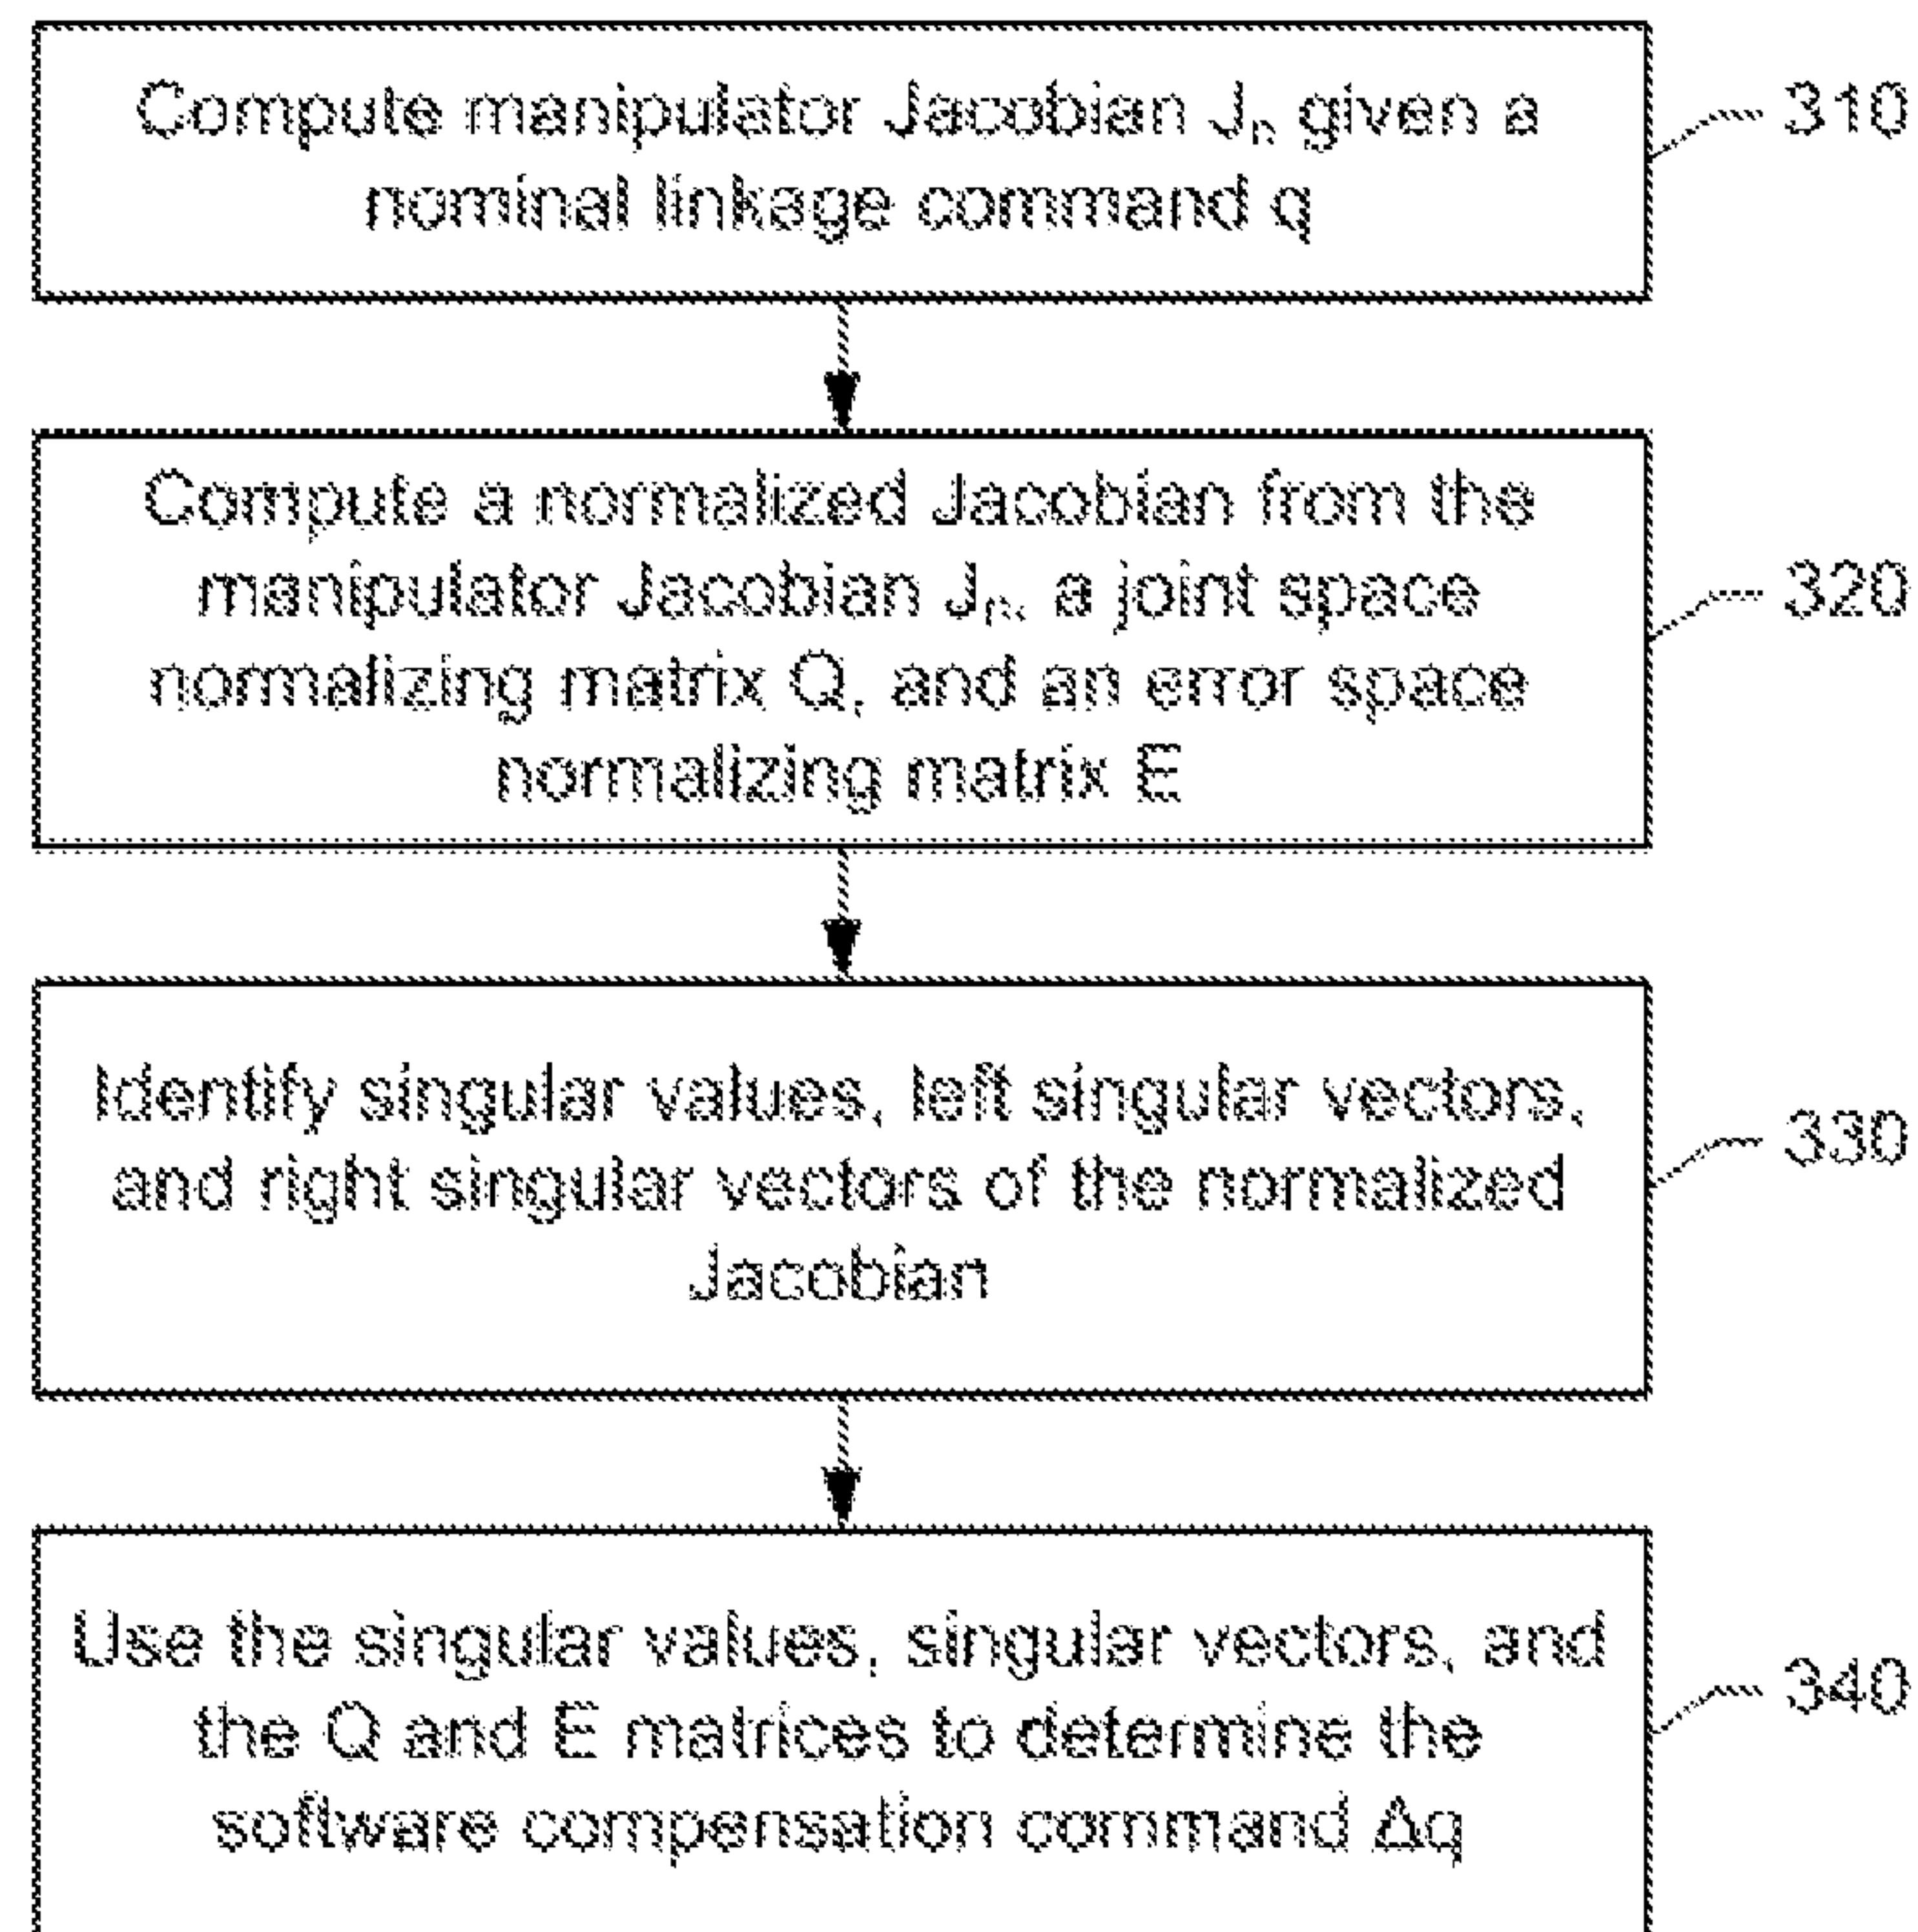 Compute manipulator Jacobian Jₙ given a
nominal linkage command q
310
Compute a normalized Jacobian from the
manipulator Jacobian Jₙ, a joint space
normalizing matrix Q, and an error space
normalizing matrix E
320
Identify singular values, left singular vectors,
and right singular vectors of the normalized
Jacobian
330
Use the singular values, singular vectors, and
the Q and E matrices to determine the
software compensation command Δq
340